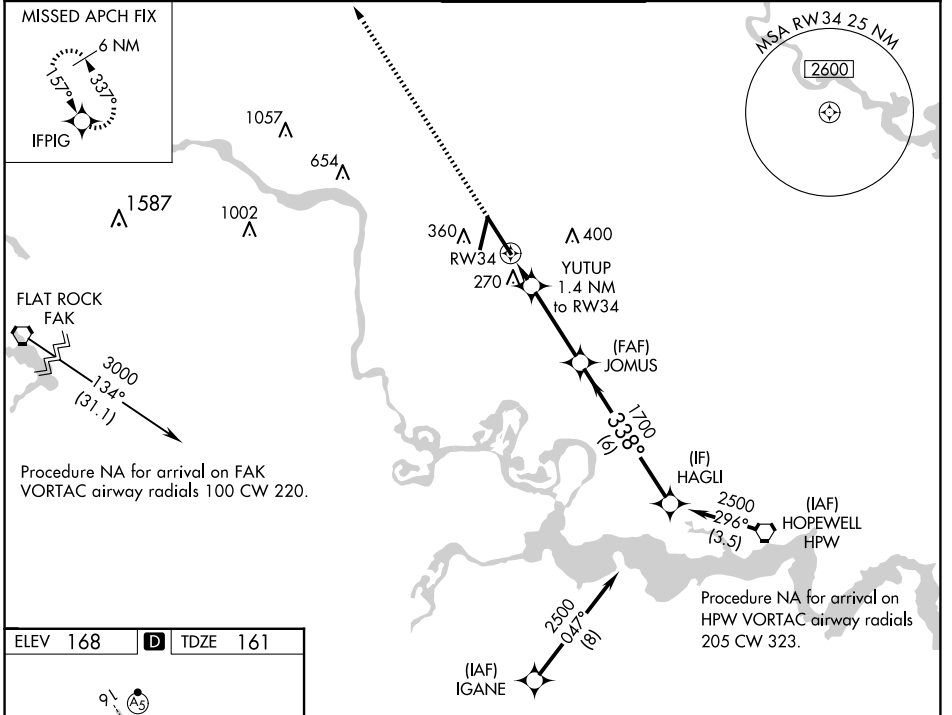 MISSED APCH FIX
6 NM
157°
337°
IFPIG
MSA RW34 25 NM
2600
1057
654
1587
1002
360
400
RW34
270
YUTUP
1.4 NM
to RW34
FLAT ROCK
FAK
3000
134°
(31.1)
(FAF)
JOMUS
1700
338°
(6)
Procedure NA for arrival on FAK
VORTAC airway radials 100 CW 220.
(IF)
HAGLI
2500
296°
(3.5)
(IAF)
HOPEWELL
HPW
Procedure NA for arrival on
HPW VORTAC airway radials
205 CW 323.
2500
047°
(8)
(IAF)
IGANE
ELEV 168 D TDZE 161
16
A5